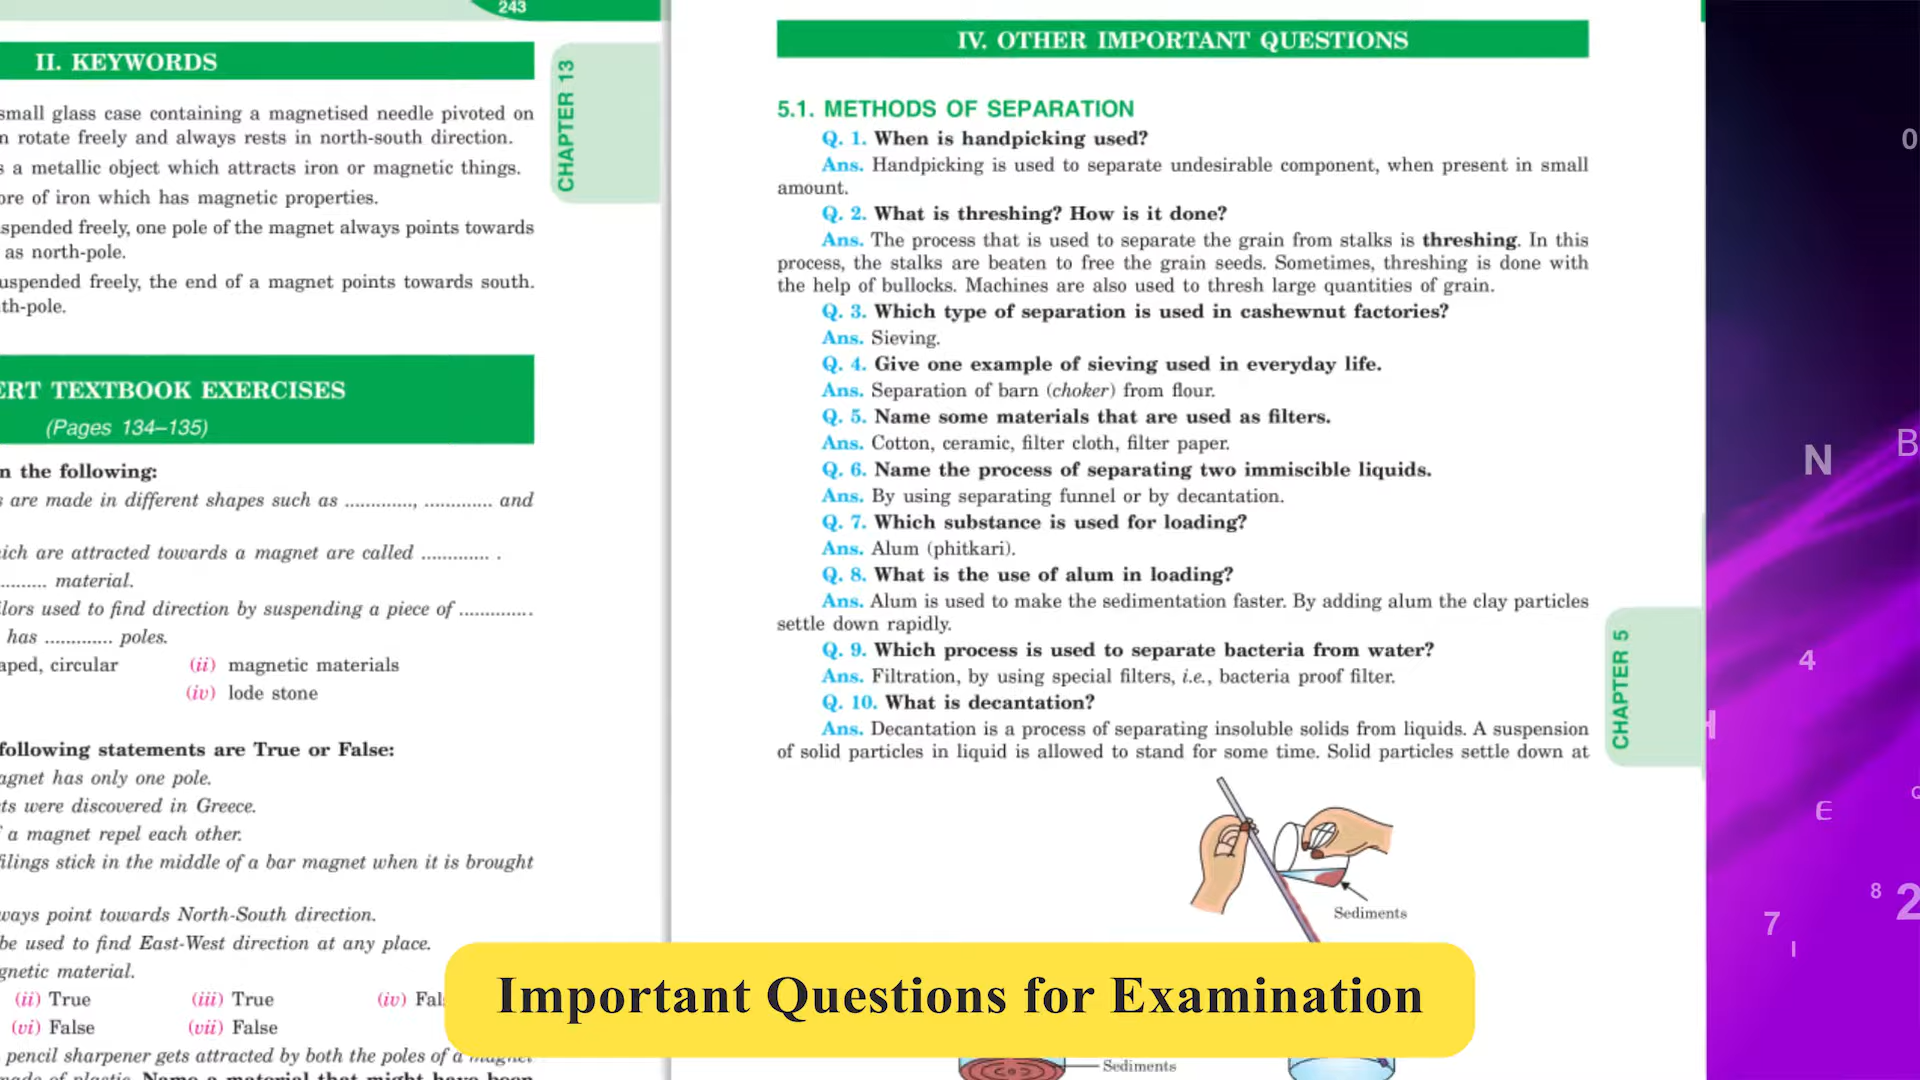 243
II. KEYWORDS
small glass case containing a magnetised needle pivoted on
n rotate freely and always rests in north-south direction.
s a metallic object which attracts iron or magnetic things.
ore of iron which has magnetic properties.
spended freely, one pole of the magnet always points towards
as north-pole.
uspended freely, the end of a magnet points towards south.
th-pole.
CHAPTER 13
ERT TEXTBOOK EXERCISES
(Pages 134–135)
n the following:
s are made in different shapes such as ............., ............. and
ich are attracted towards a magnet are called ............. .
......... material.
ilors used to find direction by suspending a piece of .............
has ............. poles.
aped, circular (ii) magnetic materials
(iv) lode stone
following statements are True or False:
agnet has only one pole.
ts were discovered in Greece.
f a magnet repel each other.
filings stick in the middle of a bar magnet when it is brought
ways point towards North-South direction.
be used to find East-West direction at any place.
gnetic material.
(ii) True (iii) True (iv) Fal
(vi) False (vii) False
pencil sharpener gets attracted by both the poles of a magnet
made of plastic. Name a material that might have been
IV. OTHER IMPORTANT QUESTIONS
5.1. METHODS OF SEPARATION
Q. 1. When is handpicking used?
Ans. Handpicking is used to separate undesirable component, when present in small
amount.
Q. 2. What is threshing? How is it done?
Ans. The process that is used to separate the grain from stalks is threshing. In this
process, the stalks are beaten to free the grain seeds. Sometimes, threshing is done with
the help of bullocks. Machines are also used to thresh large quantities of grain.
Q. 3. Which type of separation is used in cashewnut factories?
Ans. Sieving.
Q. 4. Give one example of sieving used in everyday life.
Ans. Separation of barn (choker) from flour.
Q. 5. Name some materials that are used as filters.
Ans. Cotton, ceramic, filter cloth, filter paper.
Q. 6. Name the process of separating two immiscible liquids.
Ans. By using separating funnel or by decantation.
Q. 7. Which substance is used for loading?
Ans. Alum (phitkari).
Q. 8. What is the use of alum in loading?
Ans. Alum is used to make the sedimentation faster. By adding alum the clay particles
settle down rapidly.
Q. 9. Which process is used to separate bacteria from water?
Ans. Filtration, by using special filters, i.e., bacteria proof filter.
Q. 10. What is decantation?
Ans. Decantation is a process of separating insoluble solids from liquids. A suspension
of solid particles in liquid is allowed to stand for some time. Solid particles settle down at
Sediments
Sediments
CHAPTER 5
Important Questions for Examination
0
N
B
4
H
E
Q
8
2
7
I